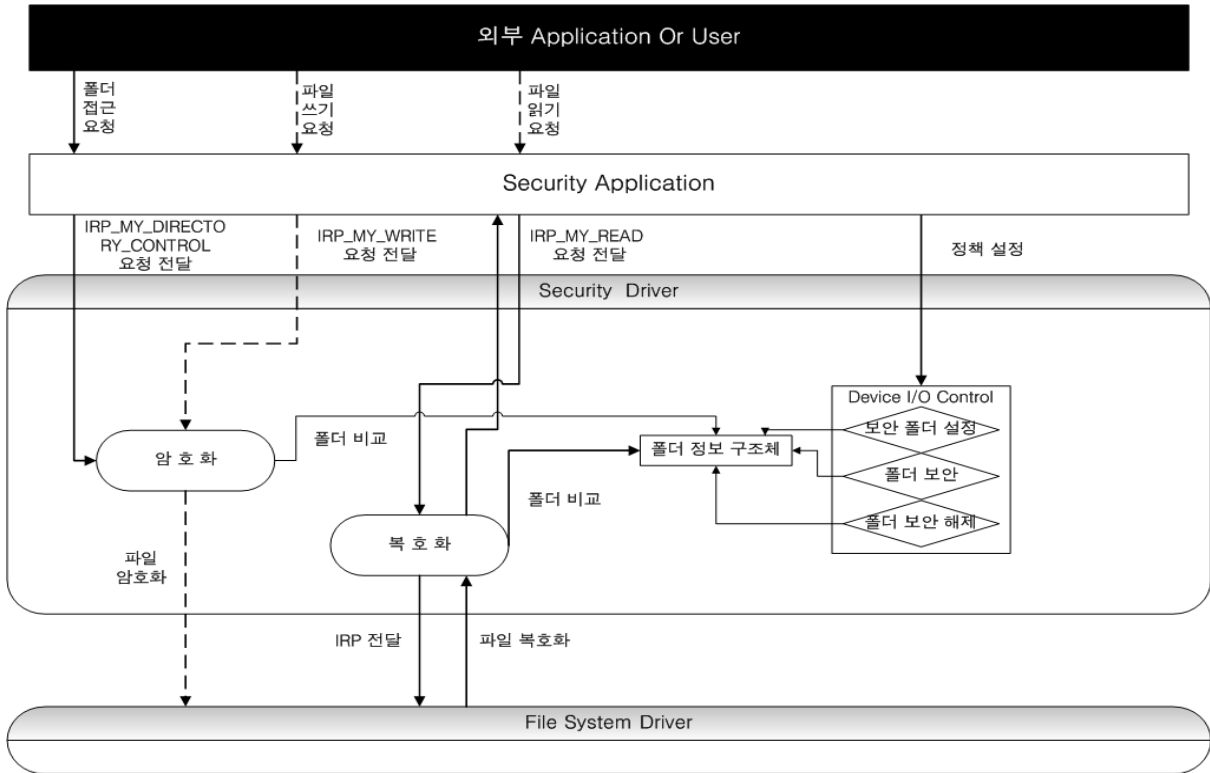 외부 Application Or User
폴더
접근
요청
파일
쓰기
요청
파일
읽기
요청
Security Application
IRP_MY_DIRECTO
RY_CONTROL
요청 전달
IRP_MY_WRITE
요청 전달
IRP_MY_READ
요청 전달
정책 설정
Security Driver
Device I/O Control
보안 폴더 설정
폴더 보안
폴더 보안 해제
폴더 비교
폴더 정보 구조체
암 호 화
폴더 비교
복 호 화
파일
암호화
IRP 전달
파일 복호화
File System Driver